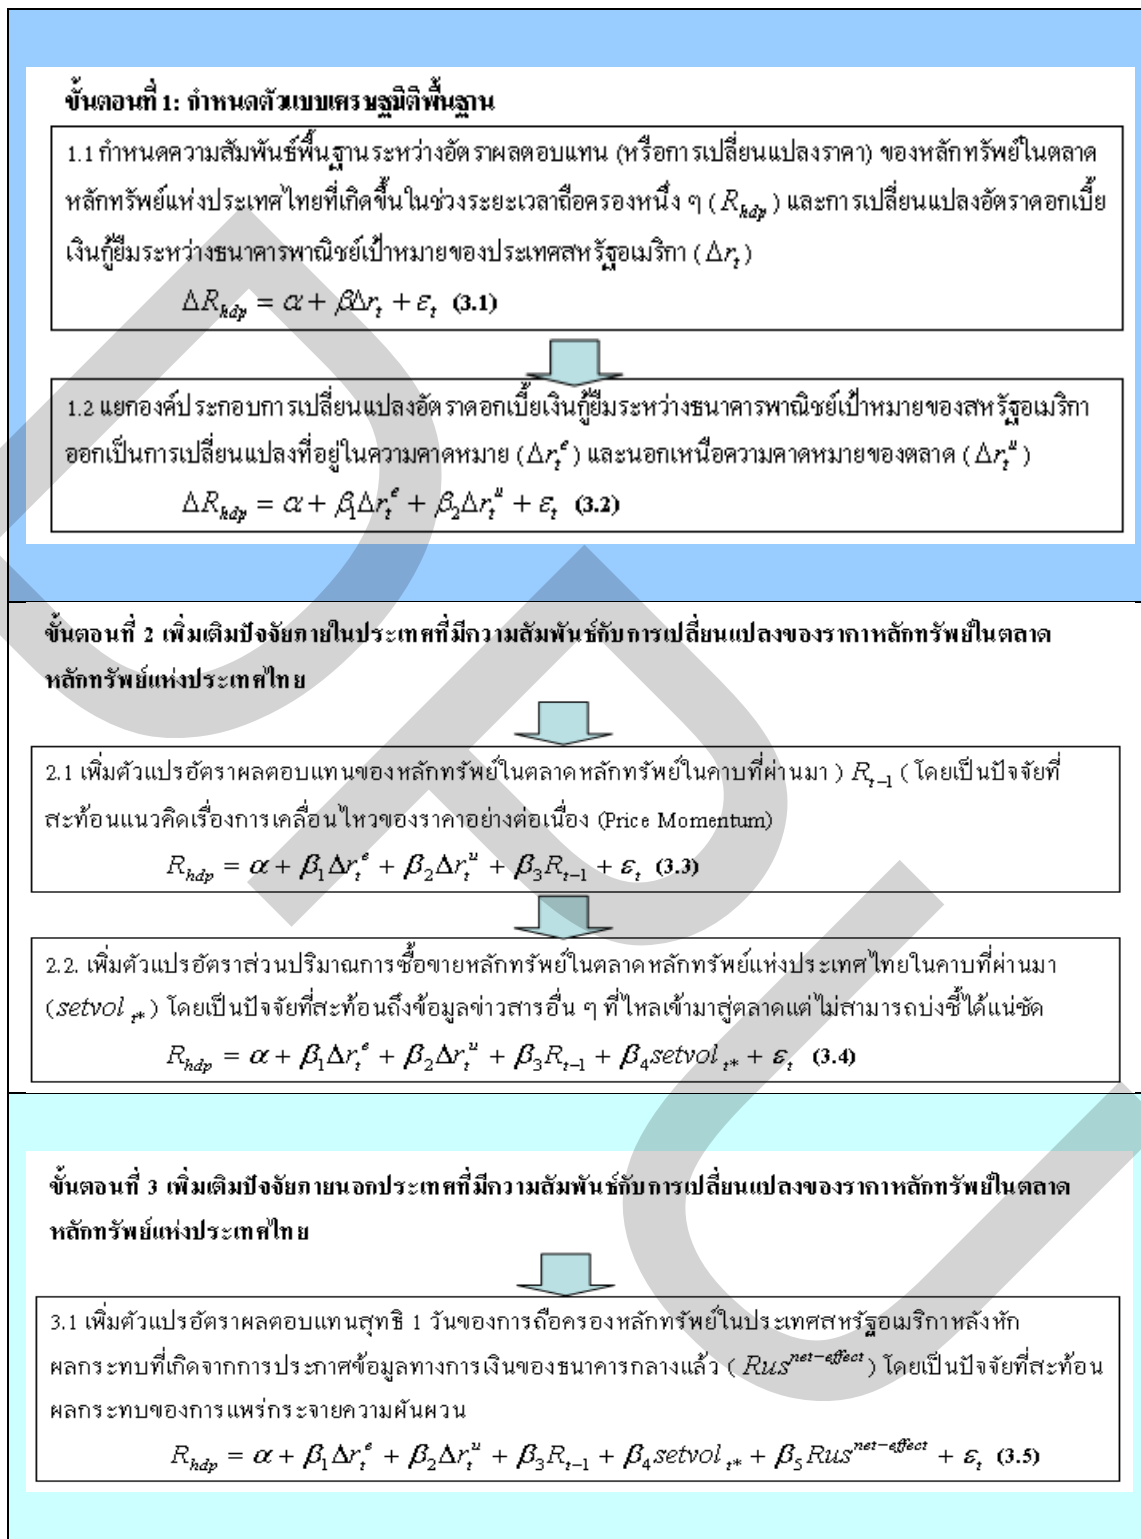 ขั้นตอนที่ 1: กำหนดตัวแบบเศรษฐมิติพื้นฐาน
1.1 กำหนดความสัมพันธ์พื้นฐานระหว่างอัตราผลตอบแทน (หรือการเปลี่ยนแปลงราคา) ของหลักทรัพย์ในตลาด
หลักทรัพย์แห่งประเทศไทยที่เกิดขึ้นในช่วงระยะเวลาถือครองหนึ่ง ๆ ( R_{hdp} ) และการเปลี่ยนแปลงอัตราดอกเบี้ย
เงินกู้ยืมระหว่างธนาคารพาณิชย์เป้าหมายของประเทศสหรัฐอเมริกา ( Δr_t )
ΔR_{hdp} = α + βΔr_t + ε_t (3.1)
1.2 แยกองค์ประกอบการเปลี่ยนแปลงอัตราดอกเบี้ยเงินกู้ยืมระหว่างธนาคารพาณิชย์เป้าหมายของสหรัฐอเมริกา
ออกเป็นการเปลี่ยนแปลงที่อยู่ในความคาดหมาย ( Δr_t^e ) และนอกเหนือความคาดหมายของตลาด ( Δr_t^u )
ΔR_{hdp} = α + β_1Δr_t^e + β_2Δr_t^u + ε_t (3.2)
ขั้นตอนที่ 2 เพิ่มเติมปัจจัยภายในประเทศที่มีความสัมพันธ์กับการเปลี่ยนแปลงของราคาหลักทรัพย์ในตลาด
หลักทรัพย์แห่งประเทศไทย
2.1 เพิ่มตัวแปรอัตราผลตอบแทนของหลักทรัพย์ในตลาดหลักทรัพย์ในคาบที่ผ่านมา ) R_{t-1} ( โดยเป็นปัจจัยที่
สะท้อนแนวคิดเรื่องการเคลื่อนไหวของราคาอย่างต่อเนื่อง (Price Momentum)
R_{hdp} = α + β_1Δr_t^e + β_2Δr_t^u + β_3R_{t-1} + ε_t (3.3)
2.2. เพิ่มตัวแปรอัตราส่วนปริมาณการซื้อขายหลักทรัพย์ในตลาดหลักทรัพย์แห่งประเทศไทยในคาบที่ผ่านมา
(setvol_{t*} ) โดยเป็นปัจจัยที่สะท้อนถึงข้อมูลข่าวสารอื่น ๆ ที่ไหลเข้ามาสู่ตลาดแต่ไม่สามารถบ่งชี้ได้แน่ชัด
R_{hdp} = α + β_1Δr_t^e + β_2Δr_t^u + β_3R_{t-1} + β_4setvol_{t*} + ε_t (3.4)
ขั้นตอนที่ 3 เพิ่มเติมปัจจัยภายนอกประเทศที่มีความสัมพันธ์กับการเปลี่ยนแปลงของราคาหลักทรัพย์ในตลาด
หลักทรัพย์แห่งประเทศไทย
3.1 เพิ่มตัวแปรอัตราผลตอบแทนสุทธิ 1 วันของการถือครองหลักทรัพย์ในประเทศสหรัฐอเมริกาหลังหัก
ผลกระทบที่เกิดจากการประกาศข้อมูลทางการเงินของธนาคารกลางแล้ว ( Rus^{net-effect} ) โดยเป็นปัจจัยที่สะท้อน
ผลกระทบของการแพร่กระจายความผันผวน
R_{hdp} = α + β_1Δr_t^e + β_2Δr_t^u + β_3R_{t-1} + β_4setvol_{t*} + β_5Rus^{net-effect} + ε_t (3.5)
DPU